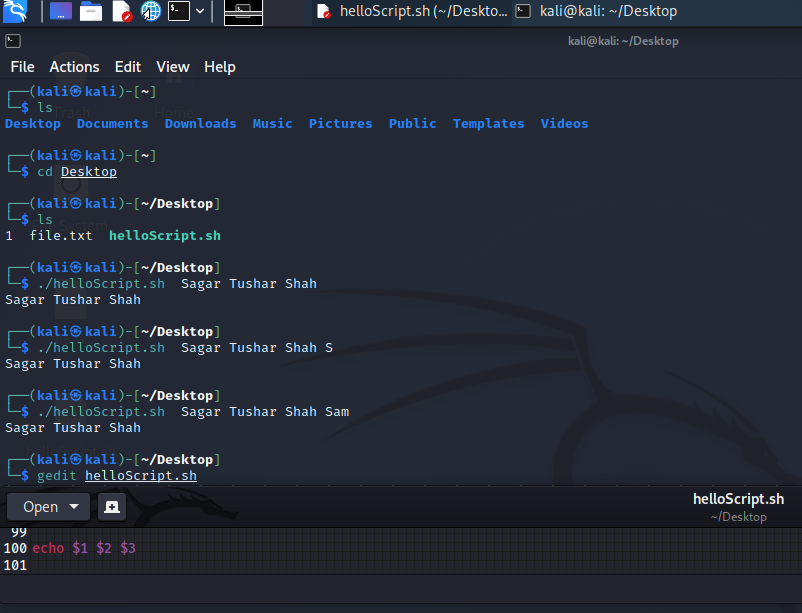 helloScript.sh (~/Deskto... kali@kali: ~/Desktop
kali@kali: ~/Desktop
File Actions Edit View Help
┌──(kali㉿kali)-[~]
└─$ ls
Desktop Documents Downloads Music Pictures Public Templates Videos
┌──(kali㉿kali)-[~]
└─$ cd Desktop
┌──(kali㉿kali)-[~/Desktop]
└─$ ls
1 file.txt helloScript.sh
┌──(kali㉿kali)-[~/Desktop]
└─$ ./helloScript.sh Sagar Tushar Shah
Sagar Tushar Shah
┌──(kali㉿kali)-[~/Desktop]
└─$ ./helloScript.sh Sagar Tushar Shah S
Sagar Tushar Shah
┌──(kali㉿kali)-[~/Desktop]
└─$ ./helloScript.sh Sagar Tushar Shah Sam
Sagar Tushar Shah
┌──(kali㉿kali)-[~/Desktop]
└─$ gedit helloScript.sh
Open helloScript.sh
~/Desktop
99
100 echo $1 $2 $3
101